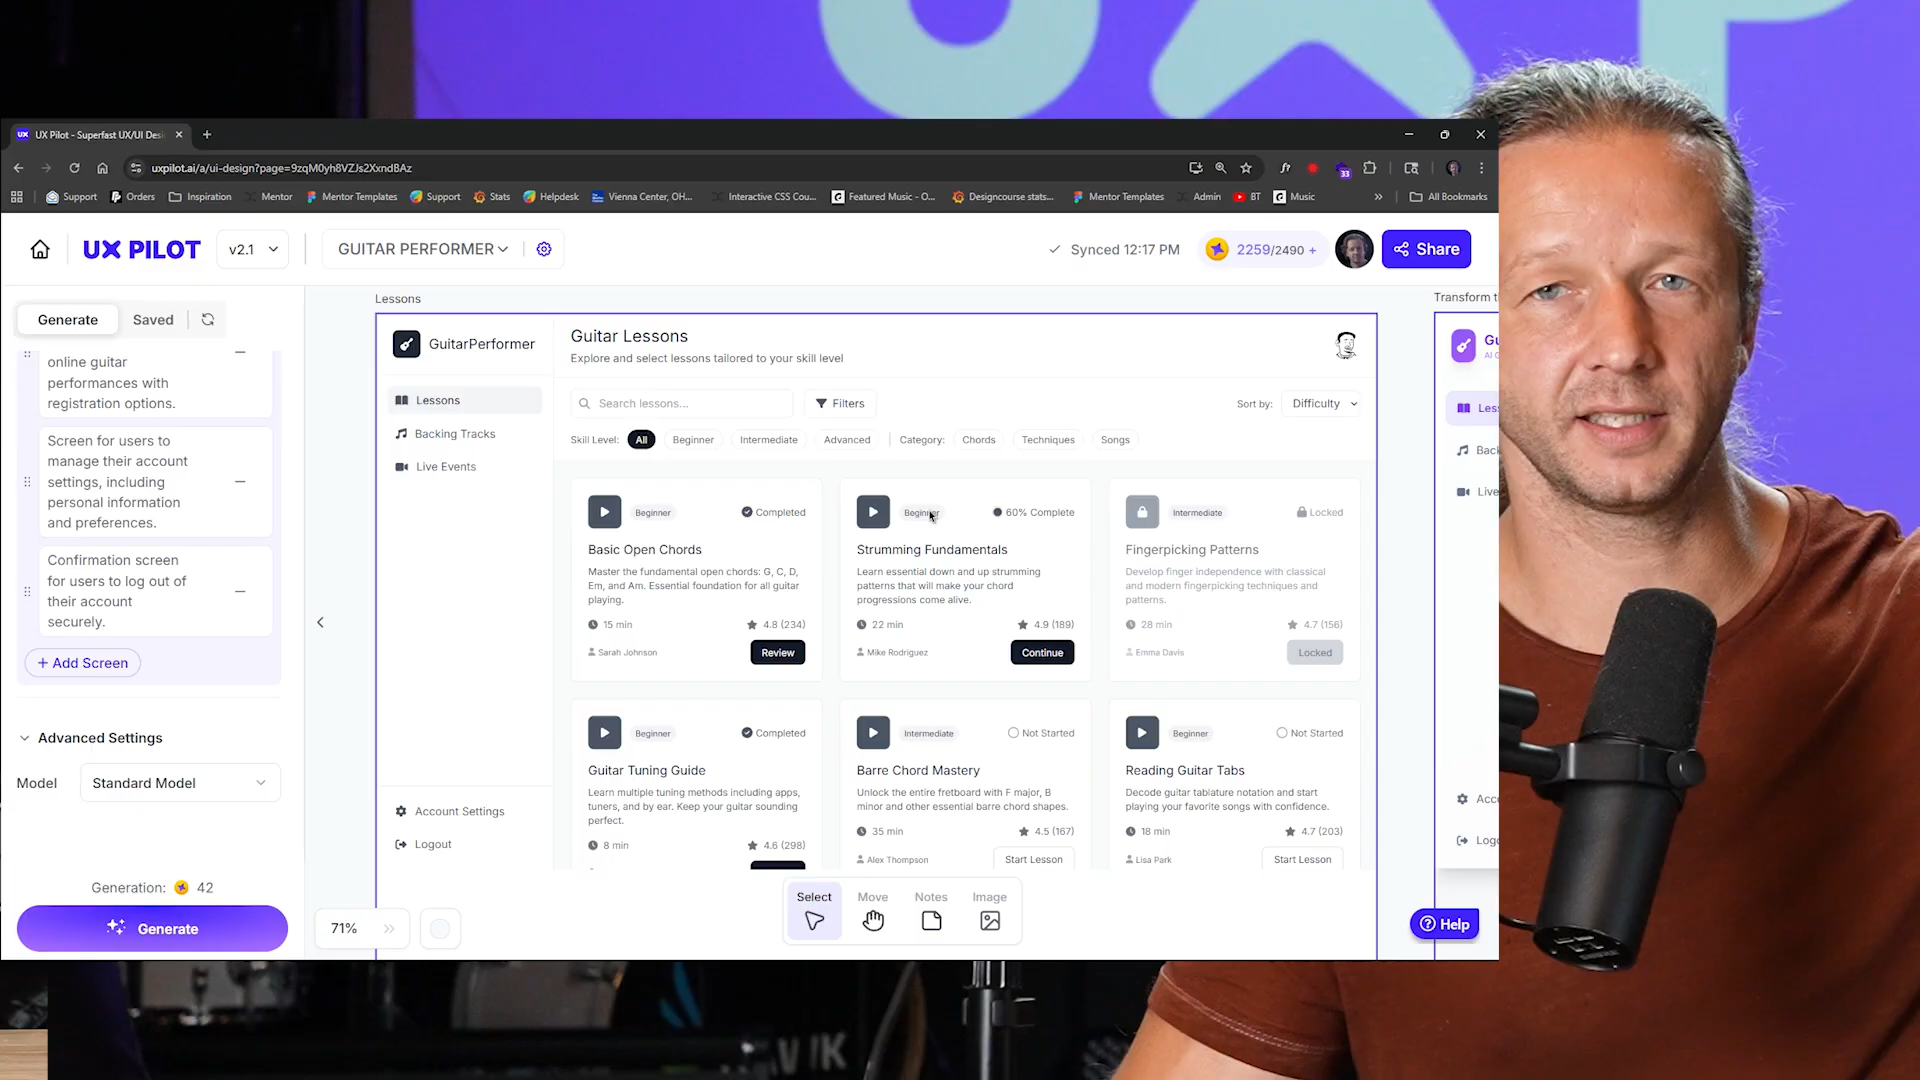 UX Pilot - Superfast UX/UI Desi
uxpilot.ai/a/ui-design?page=9zqM0yh8VZJs2XxndBAz
33
Support
Orders
Inspiration
Mentor
Mentor Templates
Support
Stats
Helpdesk
Vienna Center, OH...
Interactive CSS Cou...
Featured Music - O...
Designcourse stats...
Mentor Templates
Admin
BT
Music
All Bookmarks
UX PILOT
v2.1
GUITAR PERFORMER
Synced 12:17 PM
2259/2490 +
Share
Generate
Saved
online guitar
performances with
registration options.
Screen for users to
manage their account
settings, including
personal information
and preferences.
Confirmation screen
for users to log out of
their account
securely.
+ Add Screen
Advanced Settings
Model
Standard Model
Generation: 42
Generate
Lessons
GuitarPerformer
Lessons
Backing Tracks
Live Events
Account Settings
Logout
Guitar Lessons
Explore and select lessons tailored to your skill level
Search lessons...
Filters
Sort by:
Difficulty
Skill Level:
All
Beginner
Intermediate
Advanced
Category:
Chords
Techniques
Songs
Beginner
Completed
Basic Open Chords
Master the fundamental open chords: G, C, D,
Em, and Am. Essential foundation for all guitar
playing.
15 min
4.8 (234)
Sarah Johnson
Review
Beginner
60% Complete
Strumming Fundamentals
Learn essential down and up strumming
patterns that will make your chord
progressions come alive.
22 min
4.9 (189)
Mike Rodriguez
Continue
Intermediate
Locked
Fingerpicking Patterns
Develop finger independence with classical
and modern fingerpicking techniques and
patterns.
28 min
4.7 (156)
Emma Davis
Locked
Beginner
Completed
Guitar Tuning Guide
Learn multiple tuning methods including apps,
tuners, and by ear. Keep your guitar sounding
perfect.
8 min
4.6 (298)
Intermediate
Not Started
Barre Chord Mastery
Unlock the entire fretboard with F major, B
minor and other essential barre chord shapes.
35 min
4.5 (167)
Alex Thompson
Start Lesson
Beginner
Not Started
Reading Guitar Tabs
Decode guitar tablature notation and start
playing your favorite songs with confidence.
18 min
4.7 (203)
Lisa Park
Start Lesson
71%
Select
Move
Notes
Image
Help
Transform t
Gu
AI G
Less
Back
Live
Acco
Logo